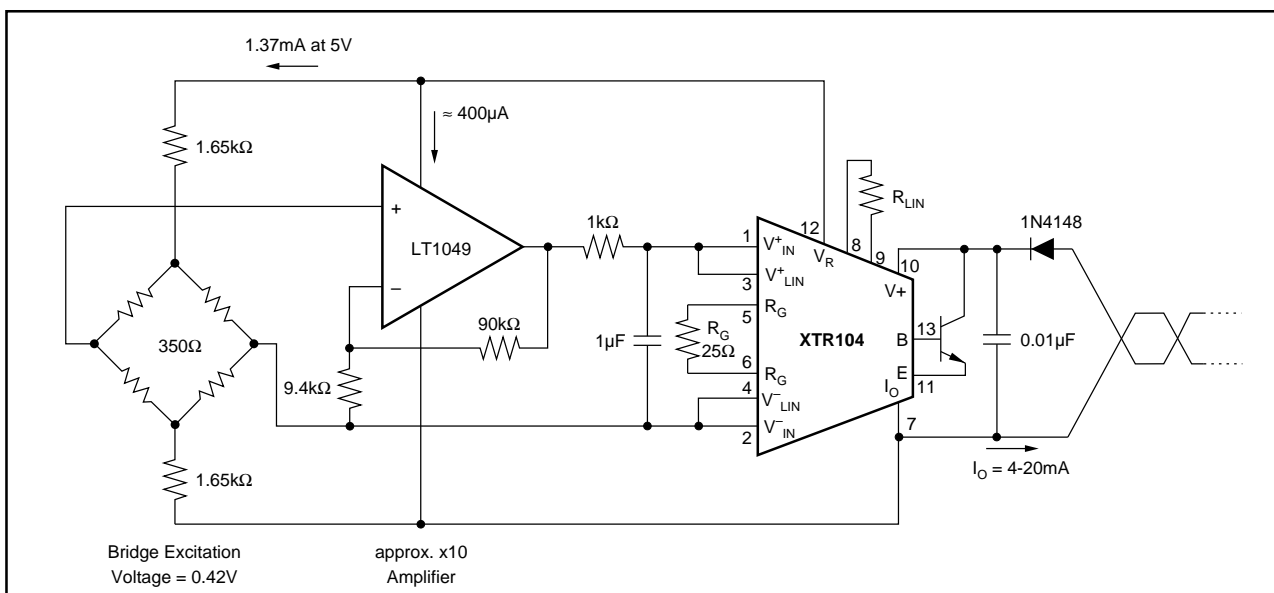 1.37mA at 5V
≈ 400µA
1.65kΩ
+
LT1049
–
1kΩ
90kΩ
9.4kΩ
350Ω
1.65kΩ
1µF
1
V+IN
3
V+LIN
5
RG
RG
25Ω
6
RG
4
V–LIN
2
V–IN
12
VR
8
9
RLIN
10
V+
XTR104
B
13
E
11
IO
7
1N4148
0.01µF
IO = 4-20mA
Bridge Excitation
Voltage = 0.42V
approx. x10
Amplifier